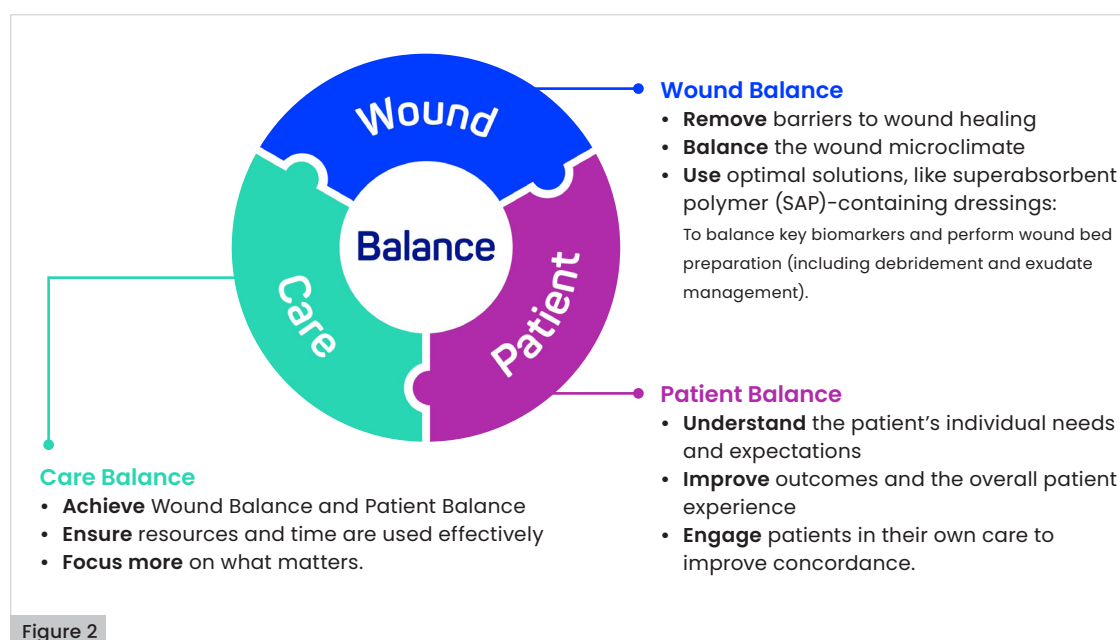 Wound
Balance
Care
Patient
Wound Balance
• Remove barriers to wound healing
• Balance the wound microclimate
• Use optimal solutions, like superabsorbent
polymer (SAP)-containing dressings:
To balance key biomarkers and perform wound bed
preparation (including debridement and exudate
management).
Patient Balance
• Understand the patient’s individual needs
and expectations
• Improve outcomes and the overall patient
experience
• Engage patients in their own care to
improve concordance.
Care Balance
• Achieve Wound Balance and Patient Balance
• Ensure resources and time are used effectively
• Focus more on what matters.
Figure 2